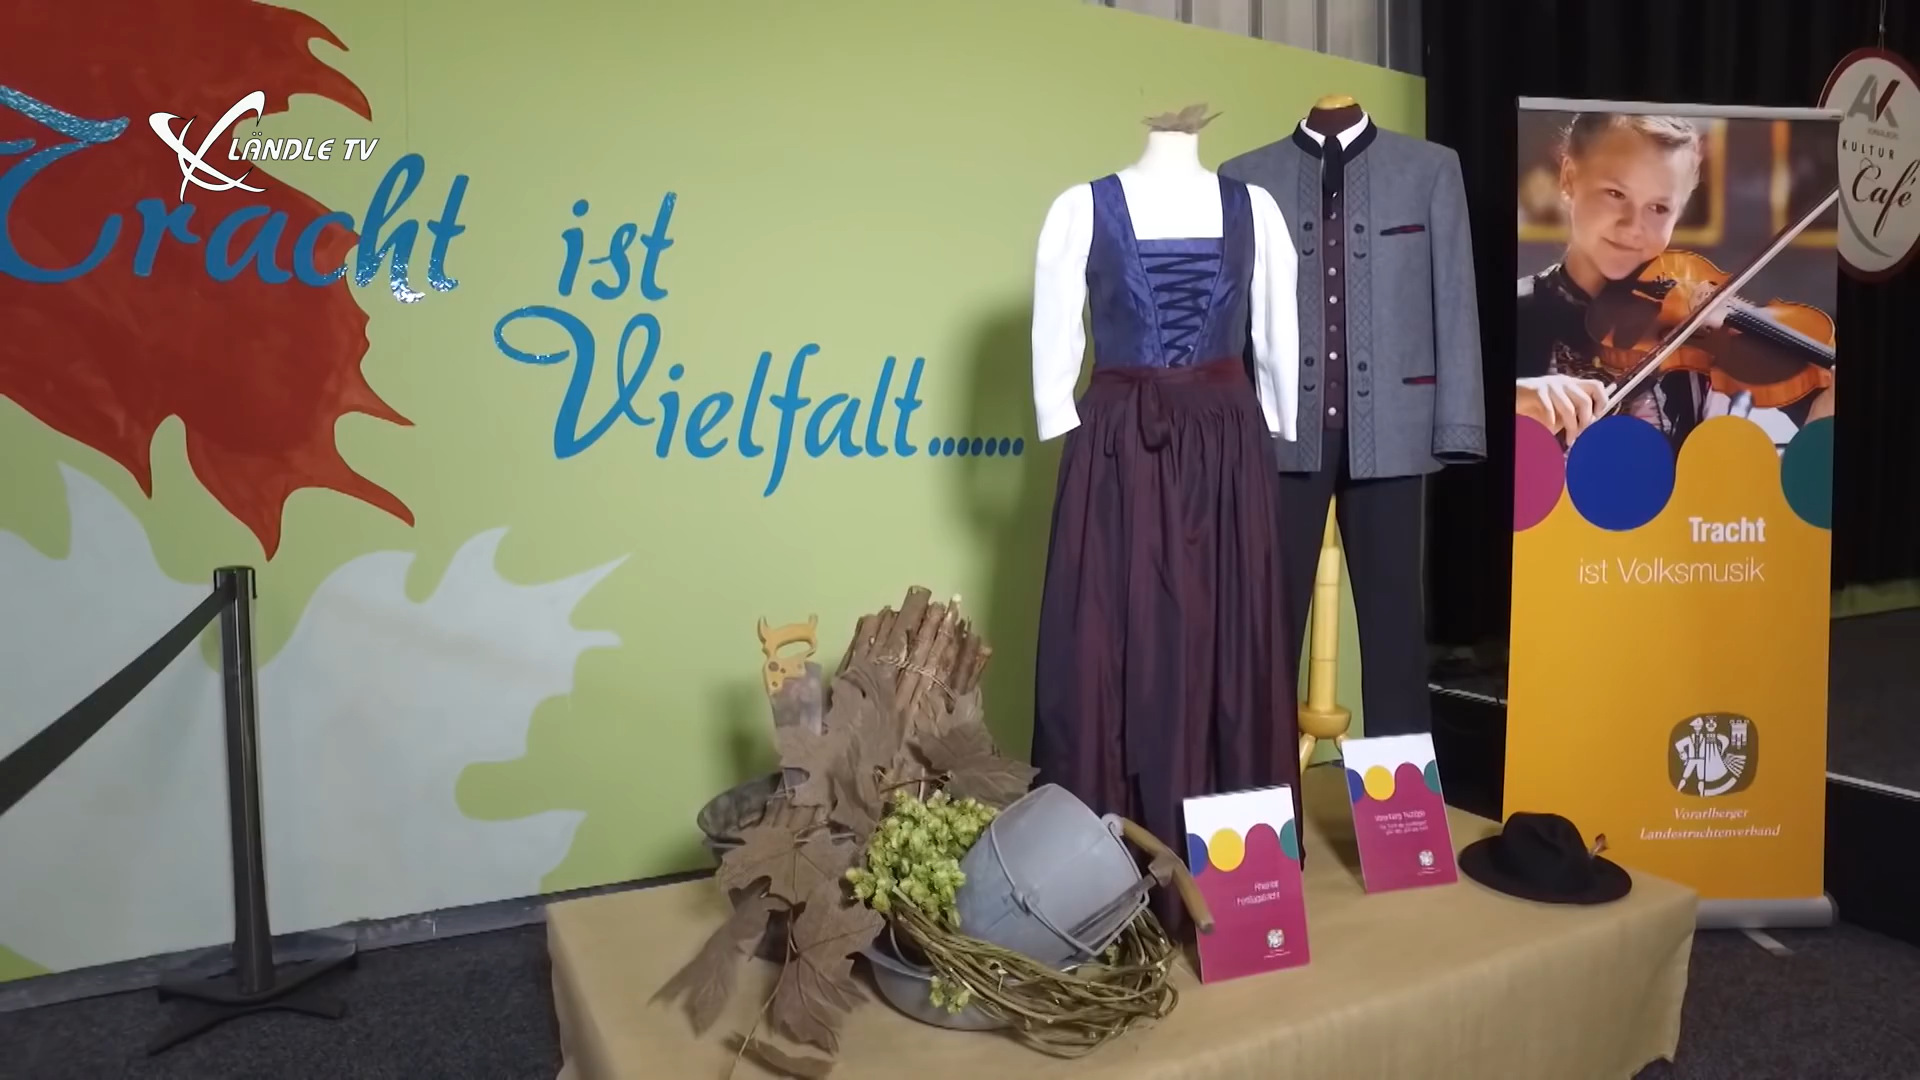 LÄNDLE TV
Tracht ist
Vielfalt.......
AK
KULTUR
Café
Tracht
ist Volksmusik
Vorarlberger
Landestrachtenverband